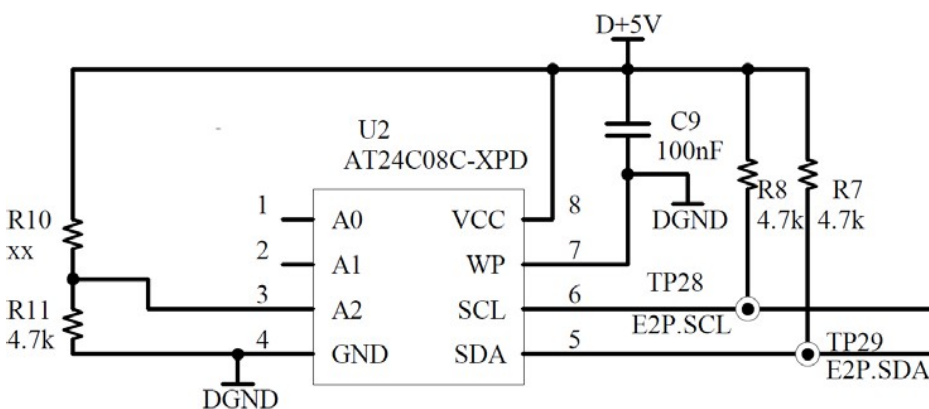 D+5V
U2
AT24C08C-XPD
C9
100nF
R8
4.7k
R7
4.7k
DGND
R10
xx
R11
4.7k
1 A0 VCC 8
2 A1 WP 7
3 A2 SCL 6
4 GND SDA 5
TP28
E2P.SCL
TP29
E2P.SDA
DGND